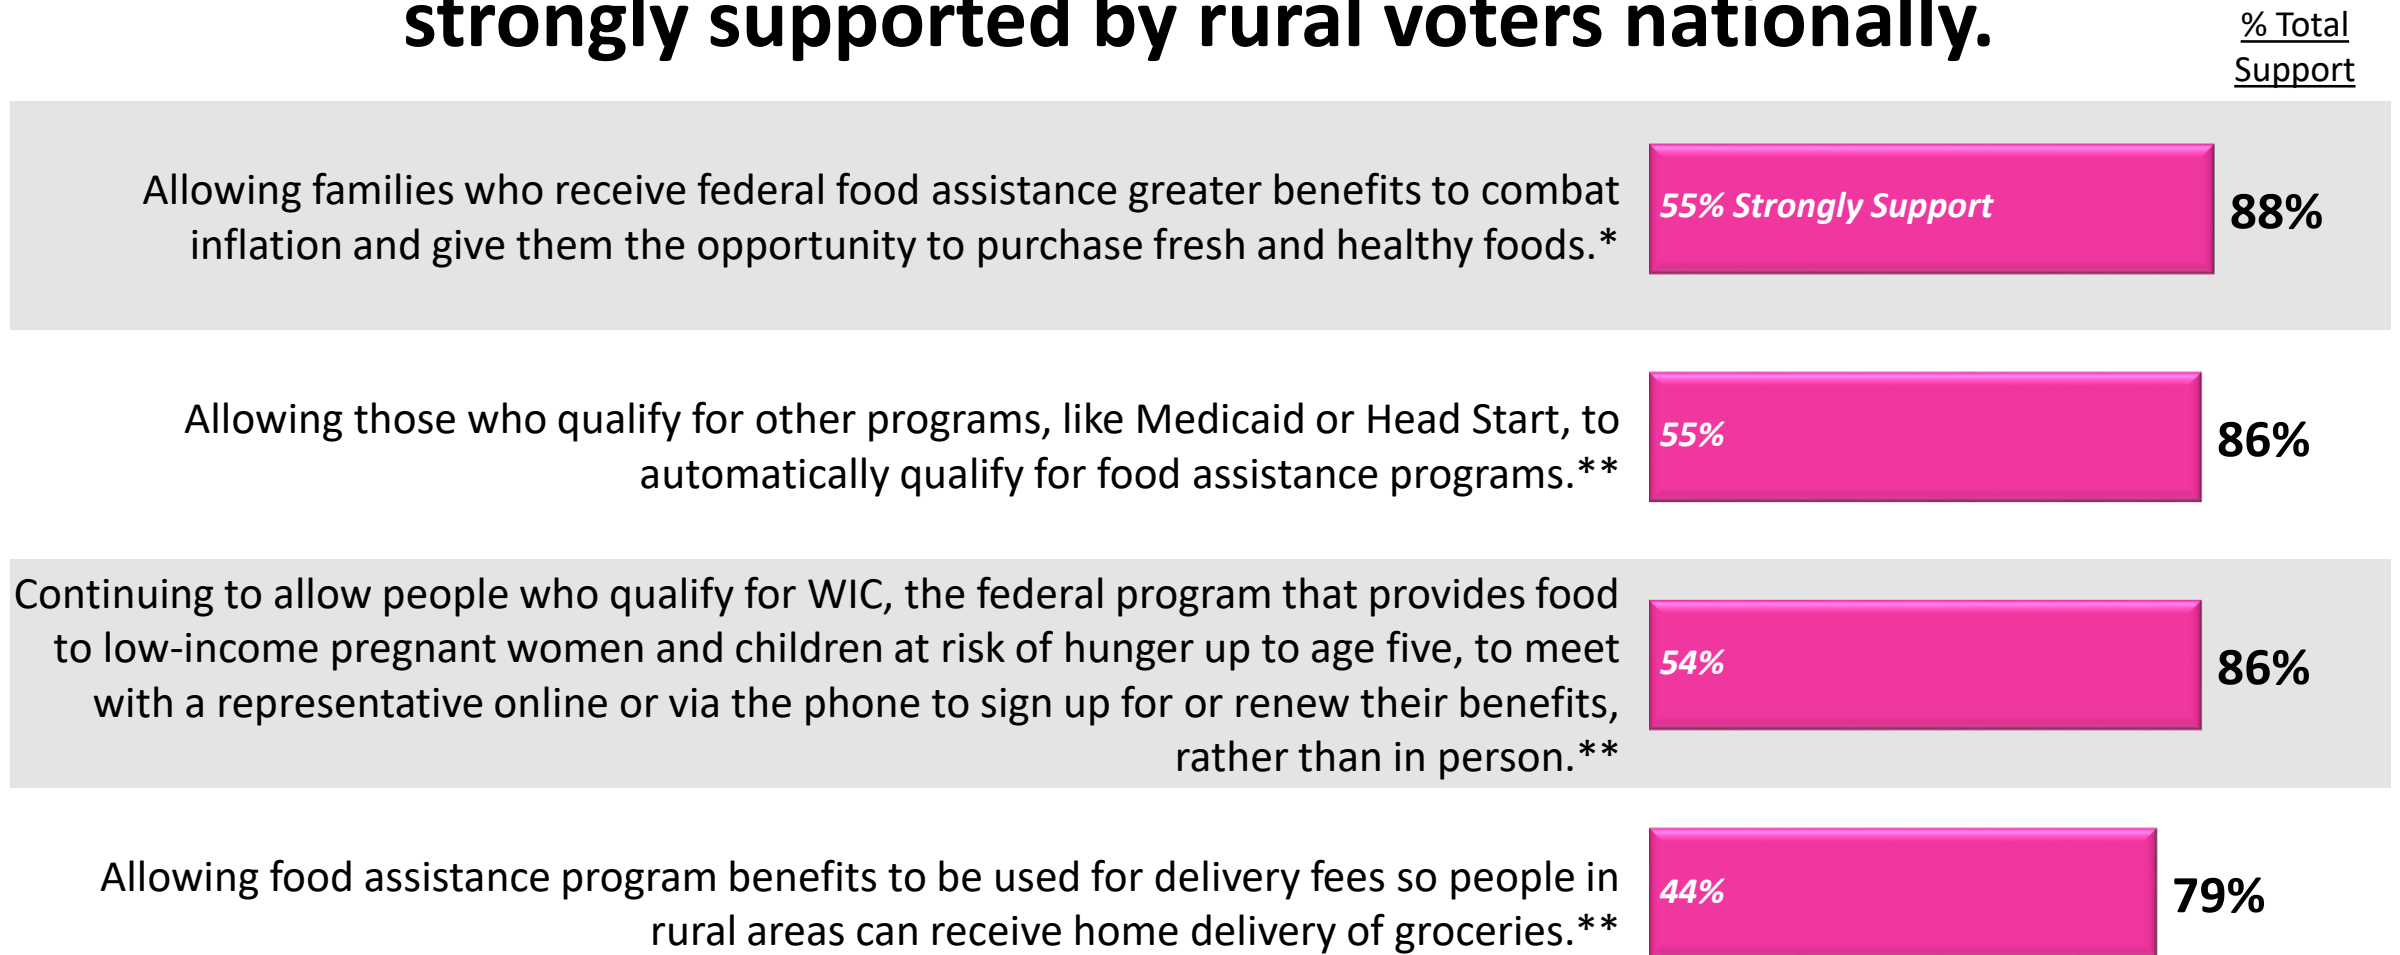 strongly supported by rural voters nationally.
% Total
Support
Allowing families who receive federal food assistance greater benefits to combat
inflation and give them the opportunity to purchase fresh and healthy foods.*
55% Strongly Support
88%
Allowing those who qualify for other programs, like Medicaid or Head Start, to
automatically qualify for food assistance programs.**
55%
86%
Continuing to allow people who qualify for WIC, the federal program that provides food
to low-income pregnant women and children at risk of hunger up to age five, to meet
with a representative online or via the phone to sign up for or renew their benefits,
rather than in person.**
54%
86%
Allowing food assistance program benefits to be used for delivery fees so people in
rural areas can receive home delivery of groceries.**
44%
79%